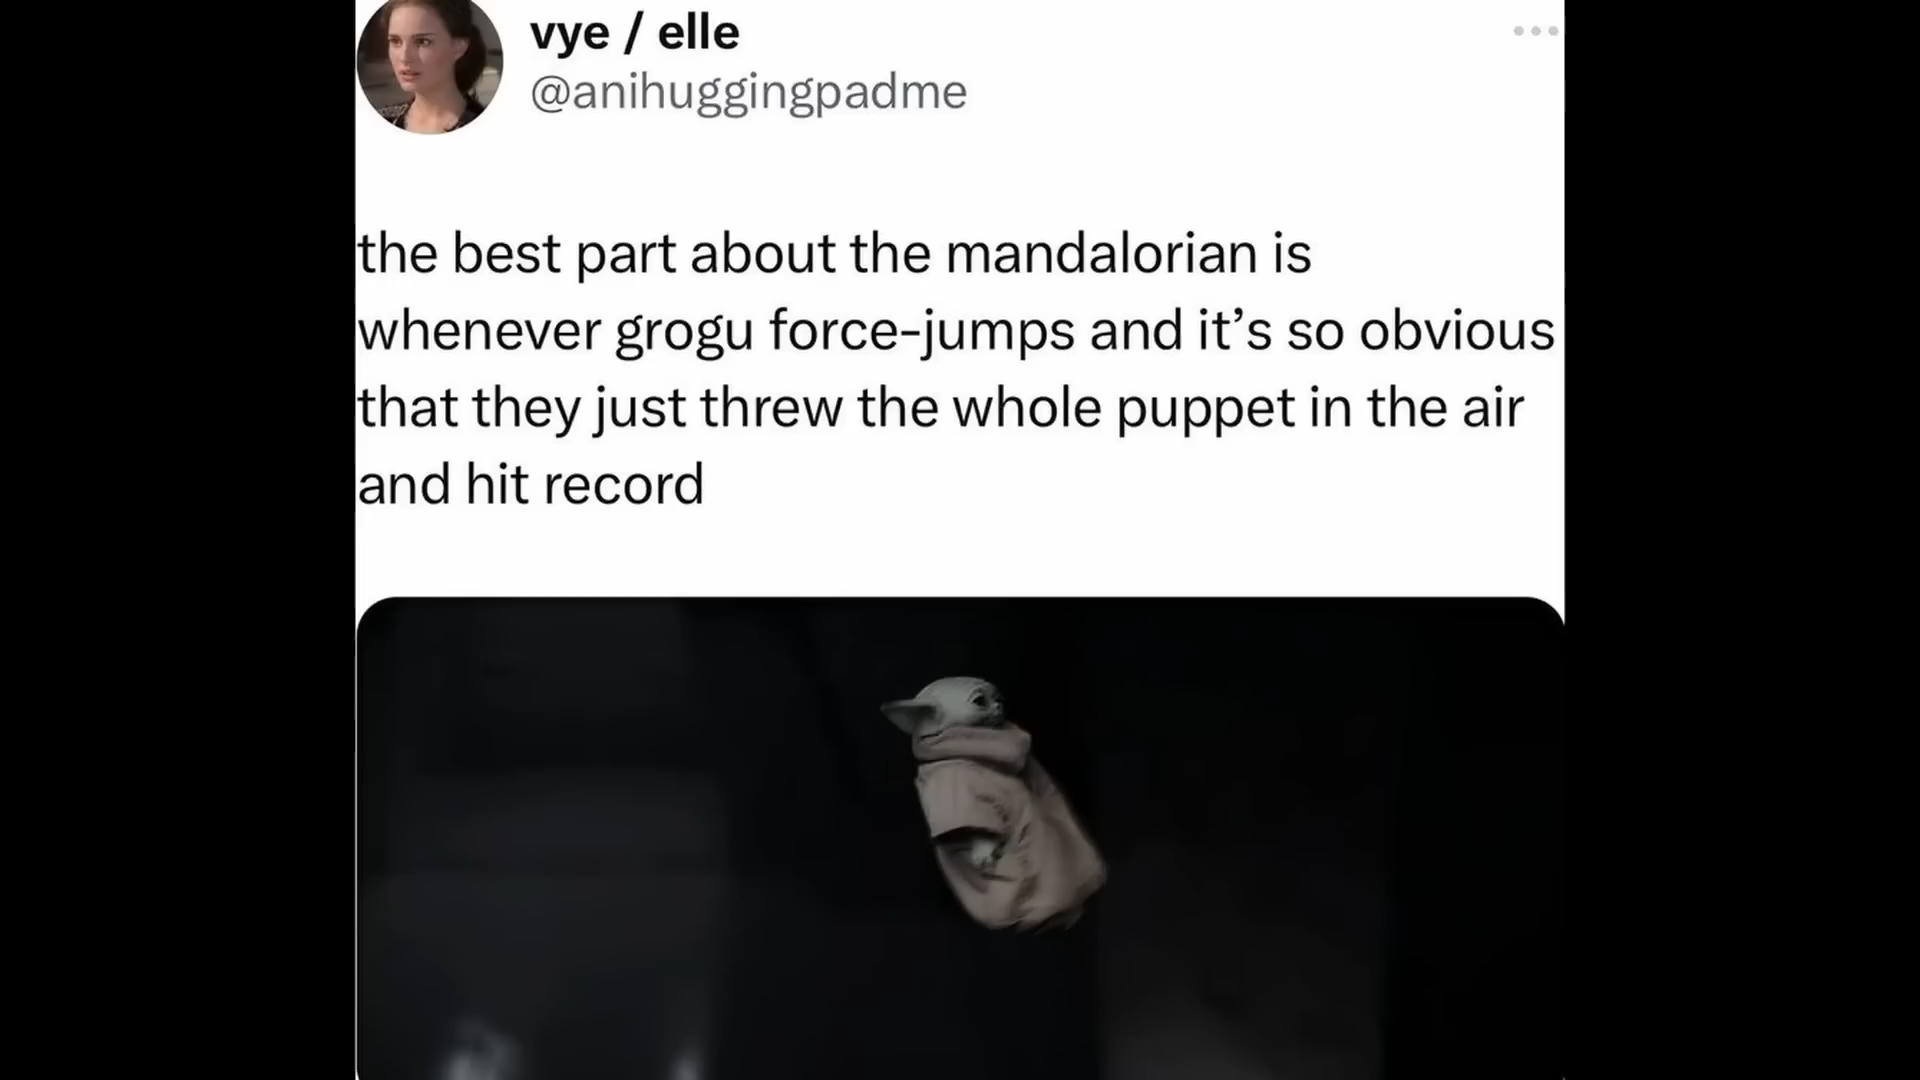 vye / elle
@anihuggingpadme
the best part about the mandalorian is
whenever grogu force-jumps and it’s so obvious
that they just threw the whole puppet in the air
and hit record